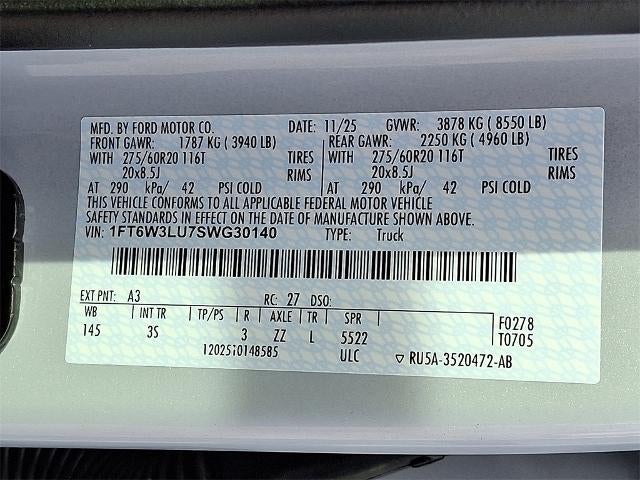 MFD. BY FORD MOTOR CO. DATE: 11/25 GVWR: 3878 KG ( 8550 LB)
FRONT GAWR: 1787 KG ( 3940 LB) REAR GAWR: 2250 KG ( 4960 LB)
WITH 275/60R20 116T TIRES WITH 275/60R20 116T TIRES
20x8.5J RIMS 20x8.5J RIMS
AT 290 kPa/ 42 PSI COLD AT 290 kPa/ 42 PSI COLD
THIS VEHICLE CONFORMS TO ALL APPLICABLE FEDERAL MOTOR VEHICLE
SAFETY STANDARDS IN EFFECT ON THE DATE OF MANUFACTURE SHOWN ABOVE.
VIN: 1FT6W3LU7SWG30140 TYPE: Truck
EXT PNT: A3 RC: 27 DSO:
WB INT TR TP/PS R AXLE TR SPR F0278
145 3S 3 ZZ L 5522 T0705
1202510148585 ULC ▽ RU5A-3520472-AB